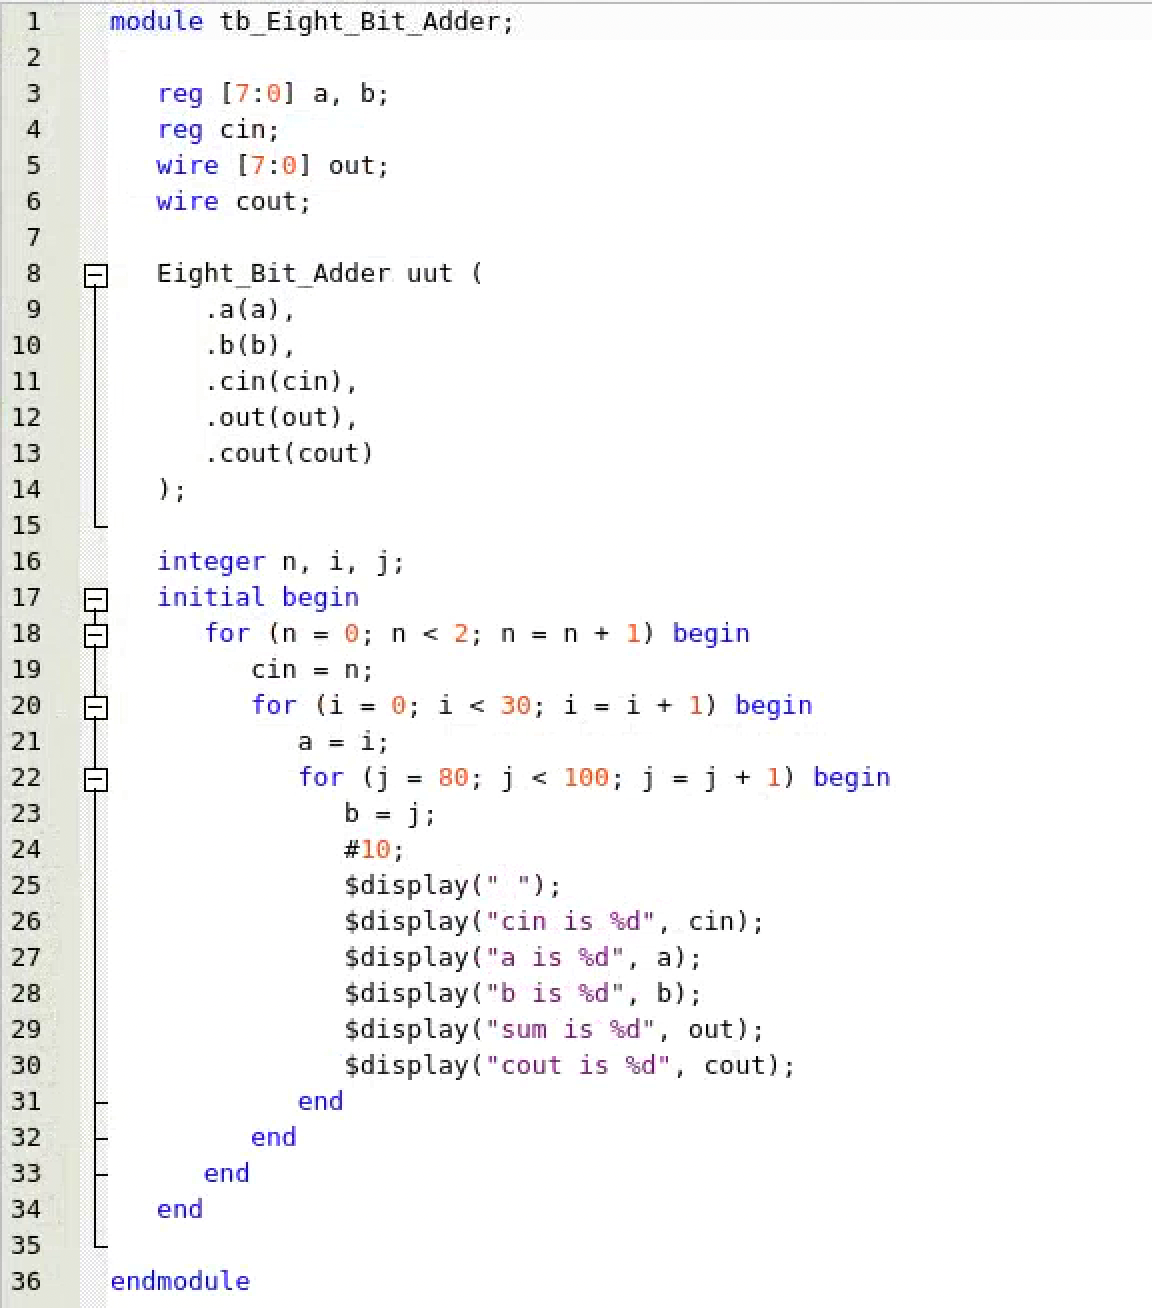 1 module tb_Eight_Bit_Adder;
2
3 reg [7:0] a, b;
4 reg cin;
5 wire [7:0] out;
6 wire cout;
7
8 Eight_Bit_Adder uut (
9 .a(a),
10 .b(b),
11 .cin(cin),
12 .out(out),
13 .cout(cout)
14 );
15
16 integer n, i, j;
17 initial begin
18 for (n = 0; n < 2; n = n + 1) begin
19 cin = n;
20 for (i = 0; i < 30; i = i + 1) begin
21 a = i;
22 for (j = 80; j < 100; j = j + 1) begin
23 b = j;
24 #10;
25 $display(" ");
26 $display("cin is %d", cin);
27 $display("a is %d", a);
28 $display("b is %d", b);
29 $display("sum is %d", out);
30 $display("cout is %d", cout);
31 end
32 end
33 end
34 end
35
36 endmodule